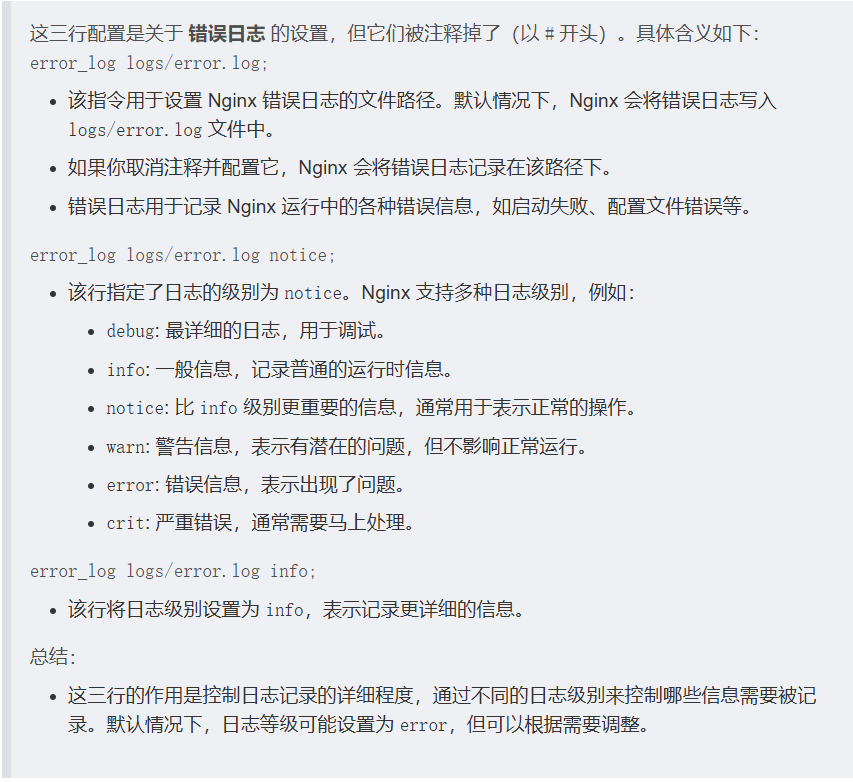 这三行配置是关于 错误日志 的设置，但它们被注释掉了（以 # 开头）。具体含义如下：
error_log logs/error.log;
• 该指令用于设置 Nginx 错误日志的文件路径。默认情况下，Nginx 会将错误日志写入
logs/error.log 文件中。
• 如果你取消注释并配置它，Nginx 会将错误日志记录在该路径下。
• 错误日志用于记录 Nginx 运行中的各种错误信息，如启动失败、配置文件错误等。
error_log logs/error.log notice;
• 该行指定了日志的级别为 notice。Nginx 支持多种日志级别，例如：
• debug: 最详细的日志，用于调试。
• info: 一般信息，记录普通的运行时信息。
• notice: 比 info 级别更重要的信息，通常用于表示正常的操作。
• warn: 警告信息，表示有潜在的问题，但不影响正常运行。
• error: 错误信息，表示出现了问题。
• crit: 严重错误，通常需要马上处理。
error_log logs/error.log info;
• 该行将日志级别设置为 info，表示记录更详细的信息。
总结：
• 这三行的作用是控制日志记录的详细程度，通过不同的日志级别来控制哪些信息需要被记
录。默认情况下，日志等级可能设置为 error，但可以根据需要调整。